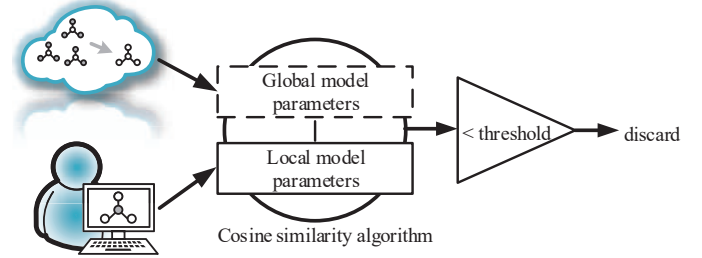 Global model
parameters
Local model
parameters
Cosine similarity algorithm
< threshold
discard